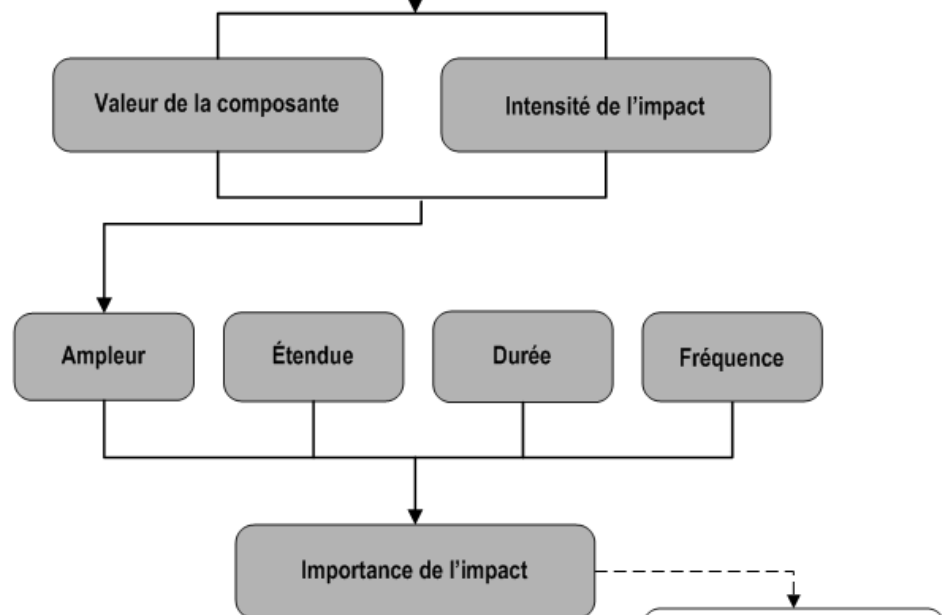 Valeur de la composante
Intensité de l'impact
Ampleur
Étendue
Durée
Fréquence
Importance de l'impact